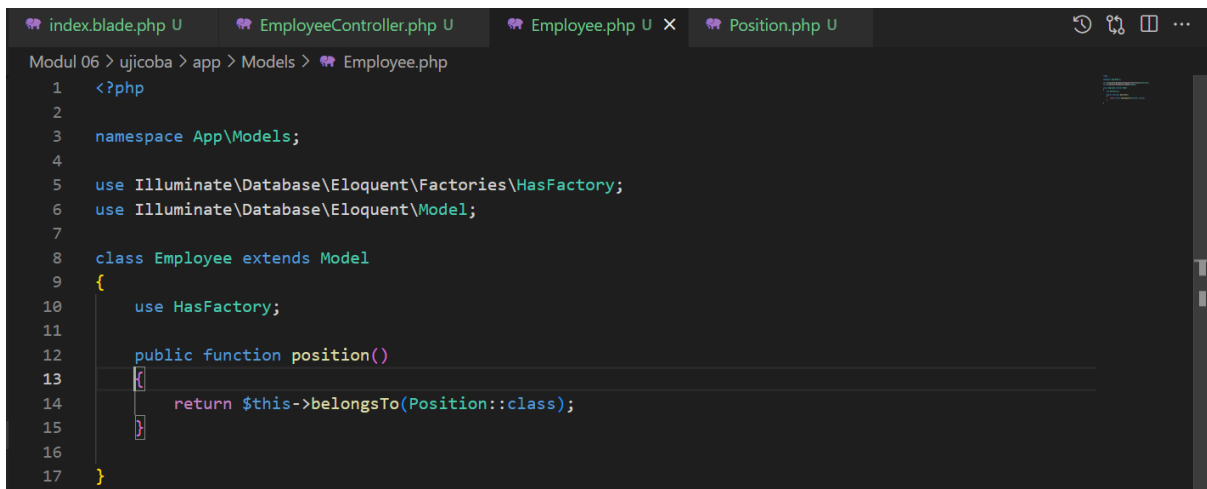 index.blade.php U EmployeeController.php U Employee.php U Position.php U
Modul 06 > ujicoba > app > Models > Employee.php
1 <?php
2
3 namespace App\Models;
4
5 use Illuminate\Database\Eloquent\Factories\HasFactory;
6 use Illuminate\Database\Eloquent\Model;
7
8 class Employee extends Model
9 {
10     use HasFactory;
11
12     public function position()
13     {
14         return $this->belongsTo(Position::class);
15     }
16
17 }